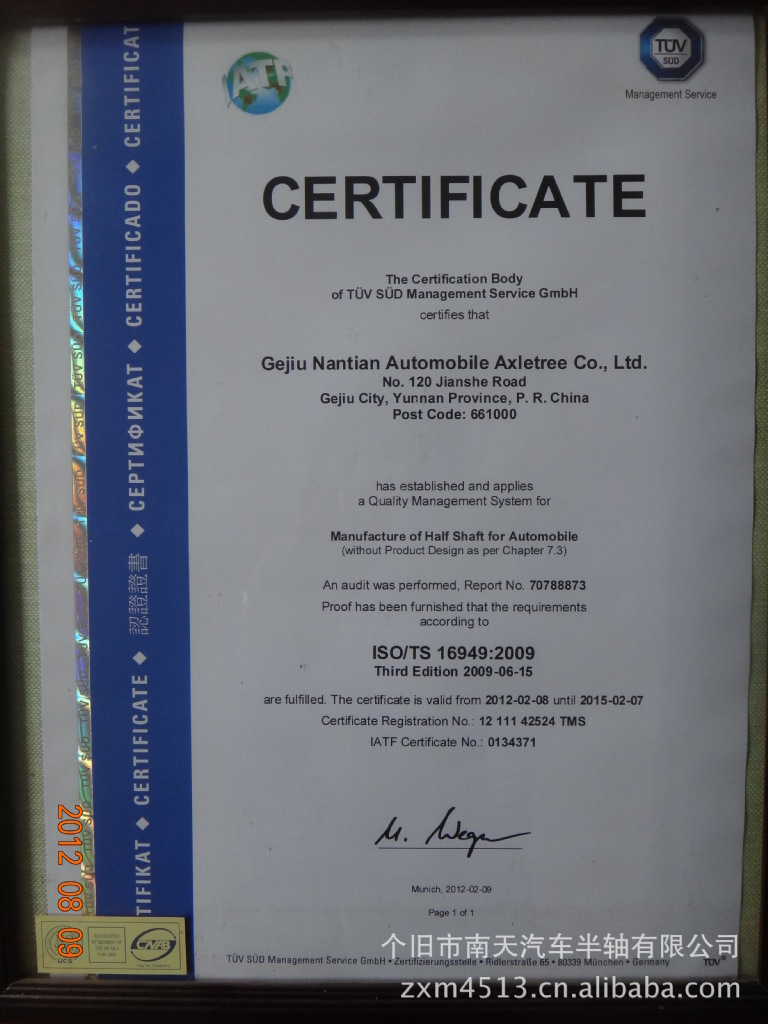 IATF
TÜV
SÜD
Management Service
CERTIFICATE
The Certification Body
of TÜV SÜD Management Service GmbH
certifies that
Gejiu Nantian Automobile Axletree Co., Ltd.
No. 120 Jianshe Road
Gejiu City, Yunnan Province, P. R. China
Post Code: 661000
has established and applies
a Quality Management System for
Manufacture of Half Shaft for Automobile
(without Product Design as per Chapter 7.3)
An audit was performed, Report No. 70788873
Proof has been furnished that the requirements
according to
ISO/TS 16949:2009
Third Edition 2009-06-15
are fulfilled. The certificate is valid from 2012-02-08 until 2015-02-07
Certificate Registration No.: 12 111 42524 TMS
IATF Certificate No.: 0134371
Munich, 2012-02-09
Page 1 of 1
TÜV SÜD Management Service GmbH • Zertifizierungsstelle • Ridlerstraße 65 • 80339 München • Germany
TÜV®
TIFIKAT ◆ CERTIFICATE ◆ 認證證書 ◆ СЕРТИФИКАТ ◆ CERTIFICADO ◆ CERTIFICAT
2012 08 09
UCS
CNAB
个旧市南天汽车半轴有限公司
zxm4513.cn.alibaba.com